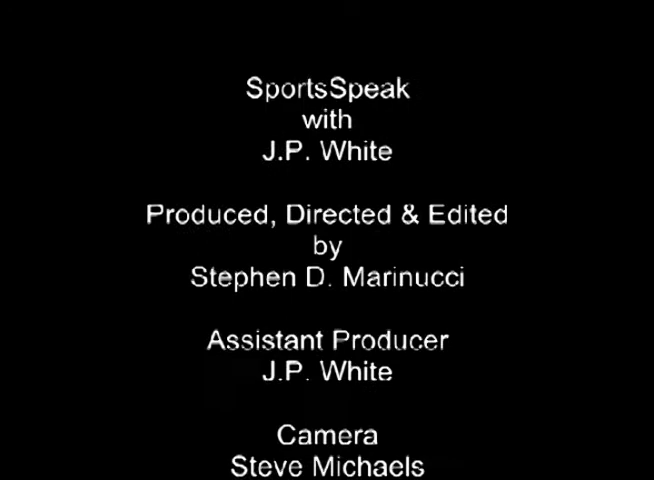 SportsSpeak
with
J.P. White
Produced, Directed & Edited
by
Stephen D. Marinucci
Assistant Producer
J.P. White
Camera
Steve Michaels